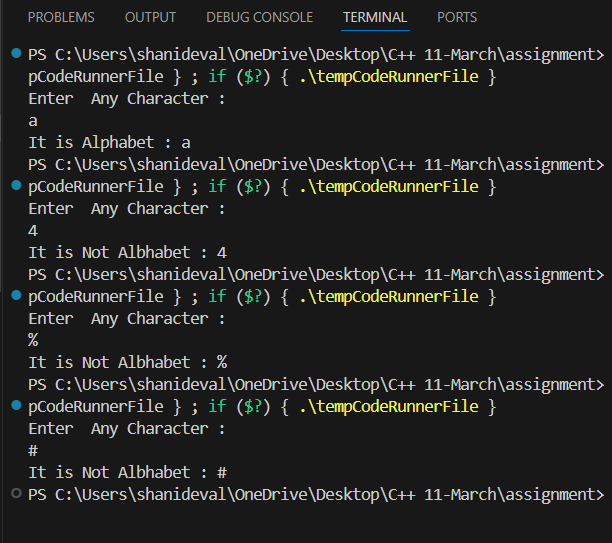 PROBLEMS OUTPUT DEBUG CONSOLE TERMINAL PORTS
PS C:\Users\shanideval\OneDrive\Desktop\C++ 11-March\assignment>
pCodeRunnerFile } ; if ($?) { .\tempCodeRunnerFile }
Enter  Any Character :
a
It is Alphabet : a
PS C:\Users\shanideval\OneDrive\Desktop\C++ 11-March\assignment>
pCodeRunnerFile } ; if ($?) { .\tempCodeRunnerFile }
Enter  Any Character :
4
It is Not Albhabet : 4
PS C:\Users\shanideval\OneDrive\Desktop\C++ 11-March\assignment>
pCodeRunnerFile } ; if ($?) { .\tempCodeRunnerFile }
Enter  Any Character :
%
It is Not Albhabet : %
PS C:\Users\shanideval\OneDrive\Desktop\C++ 11-March\assignment>
pCodeRunnerFile } ; if ($?) { .\tempCodeRunnerFile }
Enter  Any Character :
#
It is Not Albhabet : #
PS C:\Users\shanideval\OneDrive\Desktop\C++ 11-March\assignment>